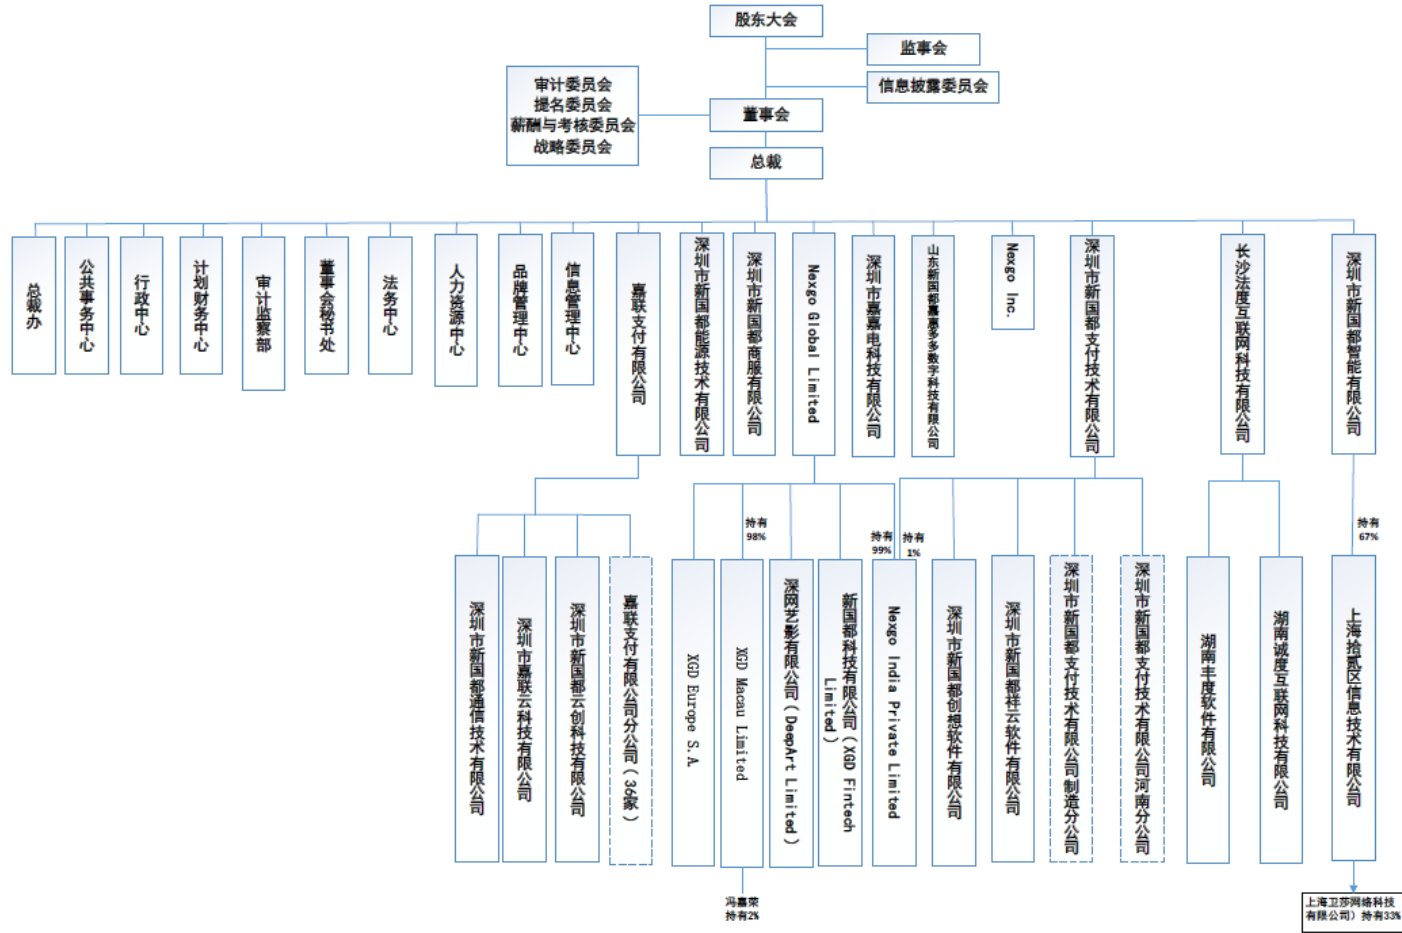 股东大会
监事会
信息披露委员会
审计委员会
提名委员会
薪酬与考核委员会
战略委员会
董事会
总裁
总裁办
公共事务中心
行政中心
计划财务中心
审计监察部
董事会秘书处
法务中心
人力资源中心
品牌管理中心
信息管理中心
嘉联支付有限公司
深圳市新国都能源技术有限公司
深圳市新国都商服有限公司
Nexgo Global Limited
深圳市嘉嘉电科技有限公司
山东新国都嘉惠多多数字科技有限公司
Nexgo Inc.
深圳市新国都支付技术有限公司
长沙法度互联网科技有限公司
深圳市新国都智能有限公司
持有
98%
持有
99%
持有
1%
持有
67%
深圳市新国都通信技术有限公司
深圳市嘉联云科技有限公司
深圳市新国都云创科技有限公司
嘉联支付有限公司分公司（36家）
XGD Europe S.A.
XGD Macau Limited
深网艺影有限公司（DeepArt Limited）
新国都科技有限公司（XGD Fintech
Limited）
Nexgo India Private Limited
深圳市新国都创想软件有限公司
深圳市新国都祥云软件有限公司
深圳市新国都支付技术有限公司制造分公司
深圳市新国都支付技术有限公司河南分公司
湖南丰度软件有限公司
湖南诚度互联网科技有限公司
上海拾贰区信息技术有限公司
冯嘉荣
持有2%
上海卫莎网络科技
有限公司）持有33%